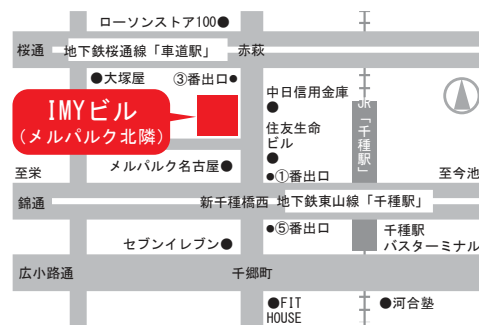 ローソンストア100●
桜通
地下鉄桜通線「車道駅」
赤萩
●大塚屋
③番出口●
中日信用金庫
IMYビル
(メルパルク北隣)
JR「千種駅」
住友生命
ビル
メルパルク名古屋●
●①番出口
至栄
至今池
錦通
新千種橋西
地下鉄東山線「千種駅」
●⑤番出口
千種駅
バスターミナル
セブンイレブン●
広小路通
千郷町
●FIT
HOUSE
●河合塾